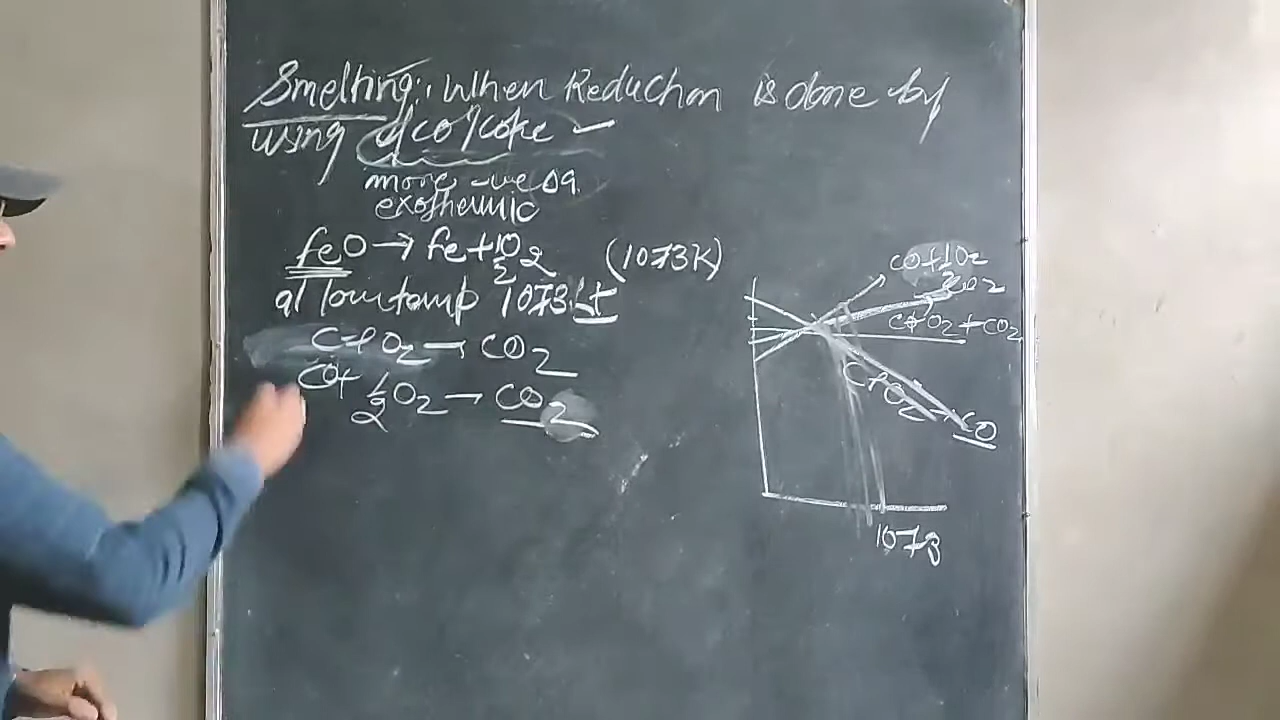 Smelting: When Reduction is done by
using c/co/coke
more -ve ΔG
exothermic
FeO → Fe + 1/2 O2 (1073K)
at low temp 1073K
C + O2 → CO2
CO + 1/2 O2 → CO2
CO + 1/2 O2
CO2
C + O2 → CO2
C + O2 → CO
1073